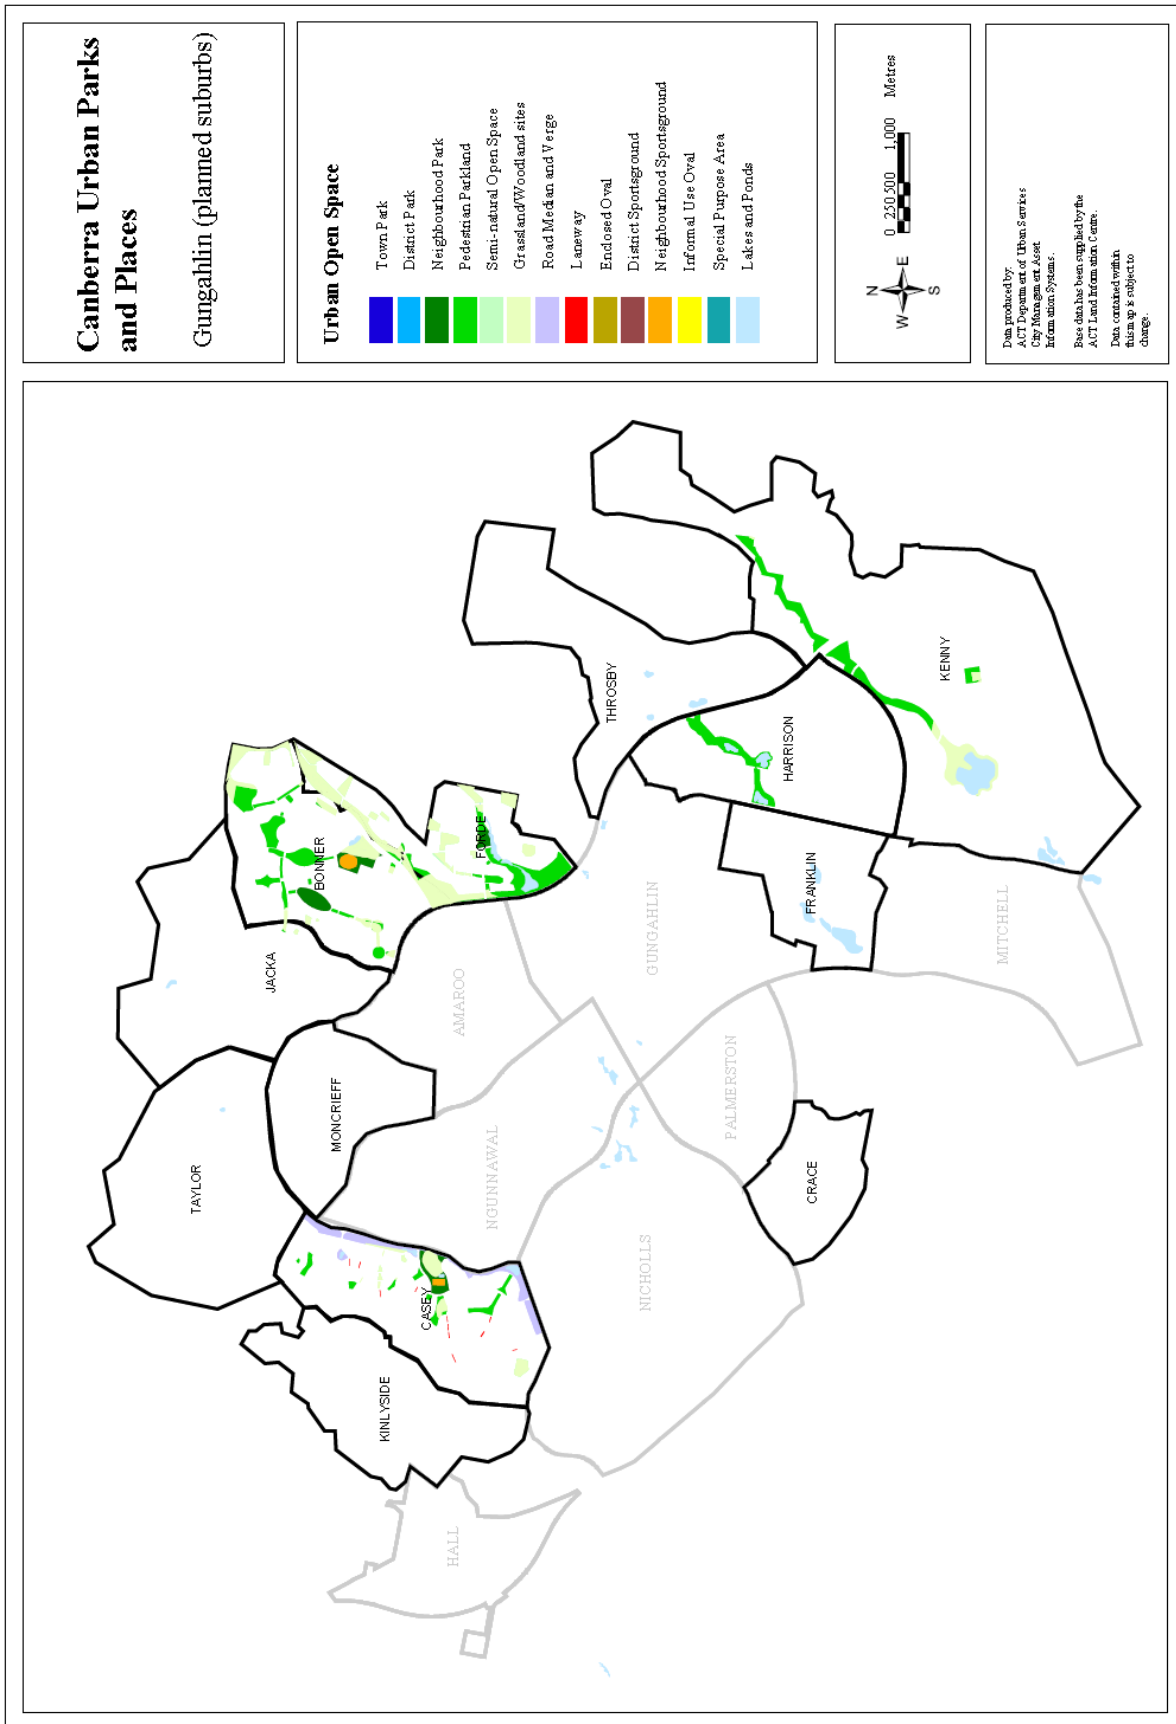 Canberra Urban Parks
and Places
Gungahlin (planned suburbs)
Urban Open Space
Town Park
District Park
Neighbourhood Park
Pedestrian Parkland
Semi-natural Open Space
Grassland/Woodland sites
Road Median and Verge
Laneway
Enclosed Oval
District Sportsground
Neighbourhood Sportsground
Informal Use Oval
Special Purpose Area
Lakes and Ponds
N
W E
S
0 250 500 1,000 Metres
Data produced by:
ACT Department of Urban Services
City Management Asset
Information Systems.
Base data has been supplied by the
ACT Land Information Centre.
Data contained within
this map is subject to
change.
HALL
KINLYSIDE
CASEY
TAYLOR
MONCRIEFF
JACKA
BONNER
FORDE
AMAROO
NGUNNAWAL
NICHOLLS
GUNGAHLIN
PALMERSTON
CRACE
THROSBY
HARRISON
FRANKLIN
KENNY
MITCHELL